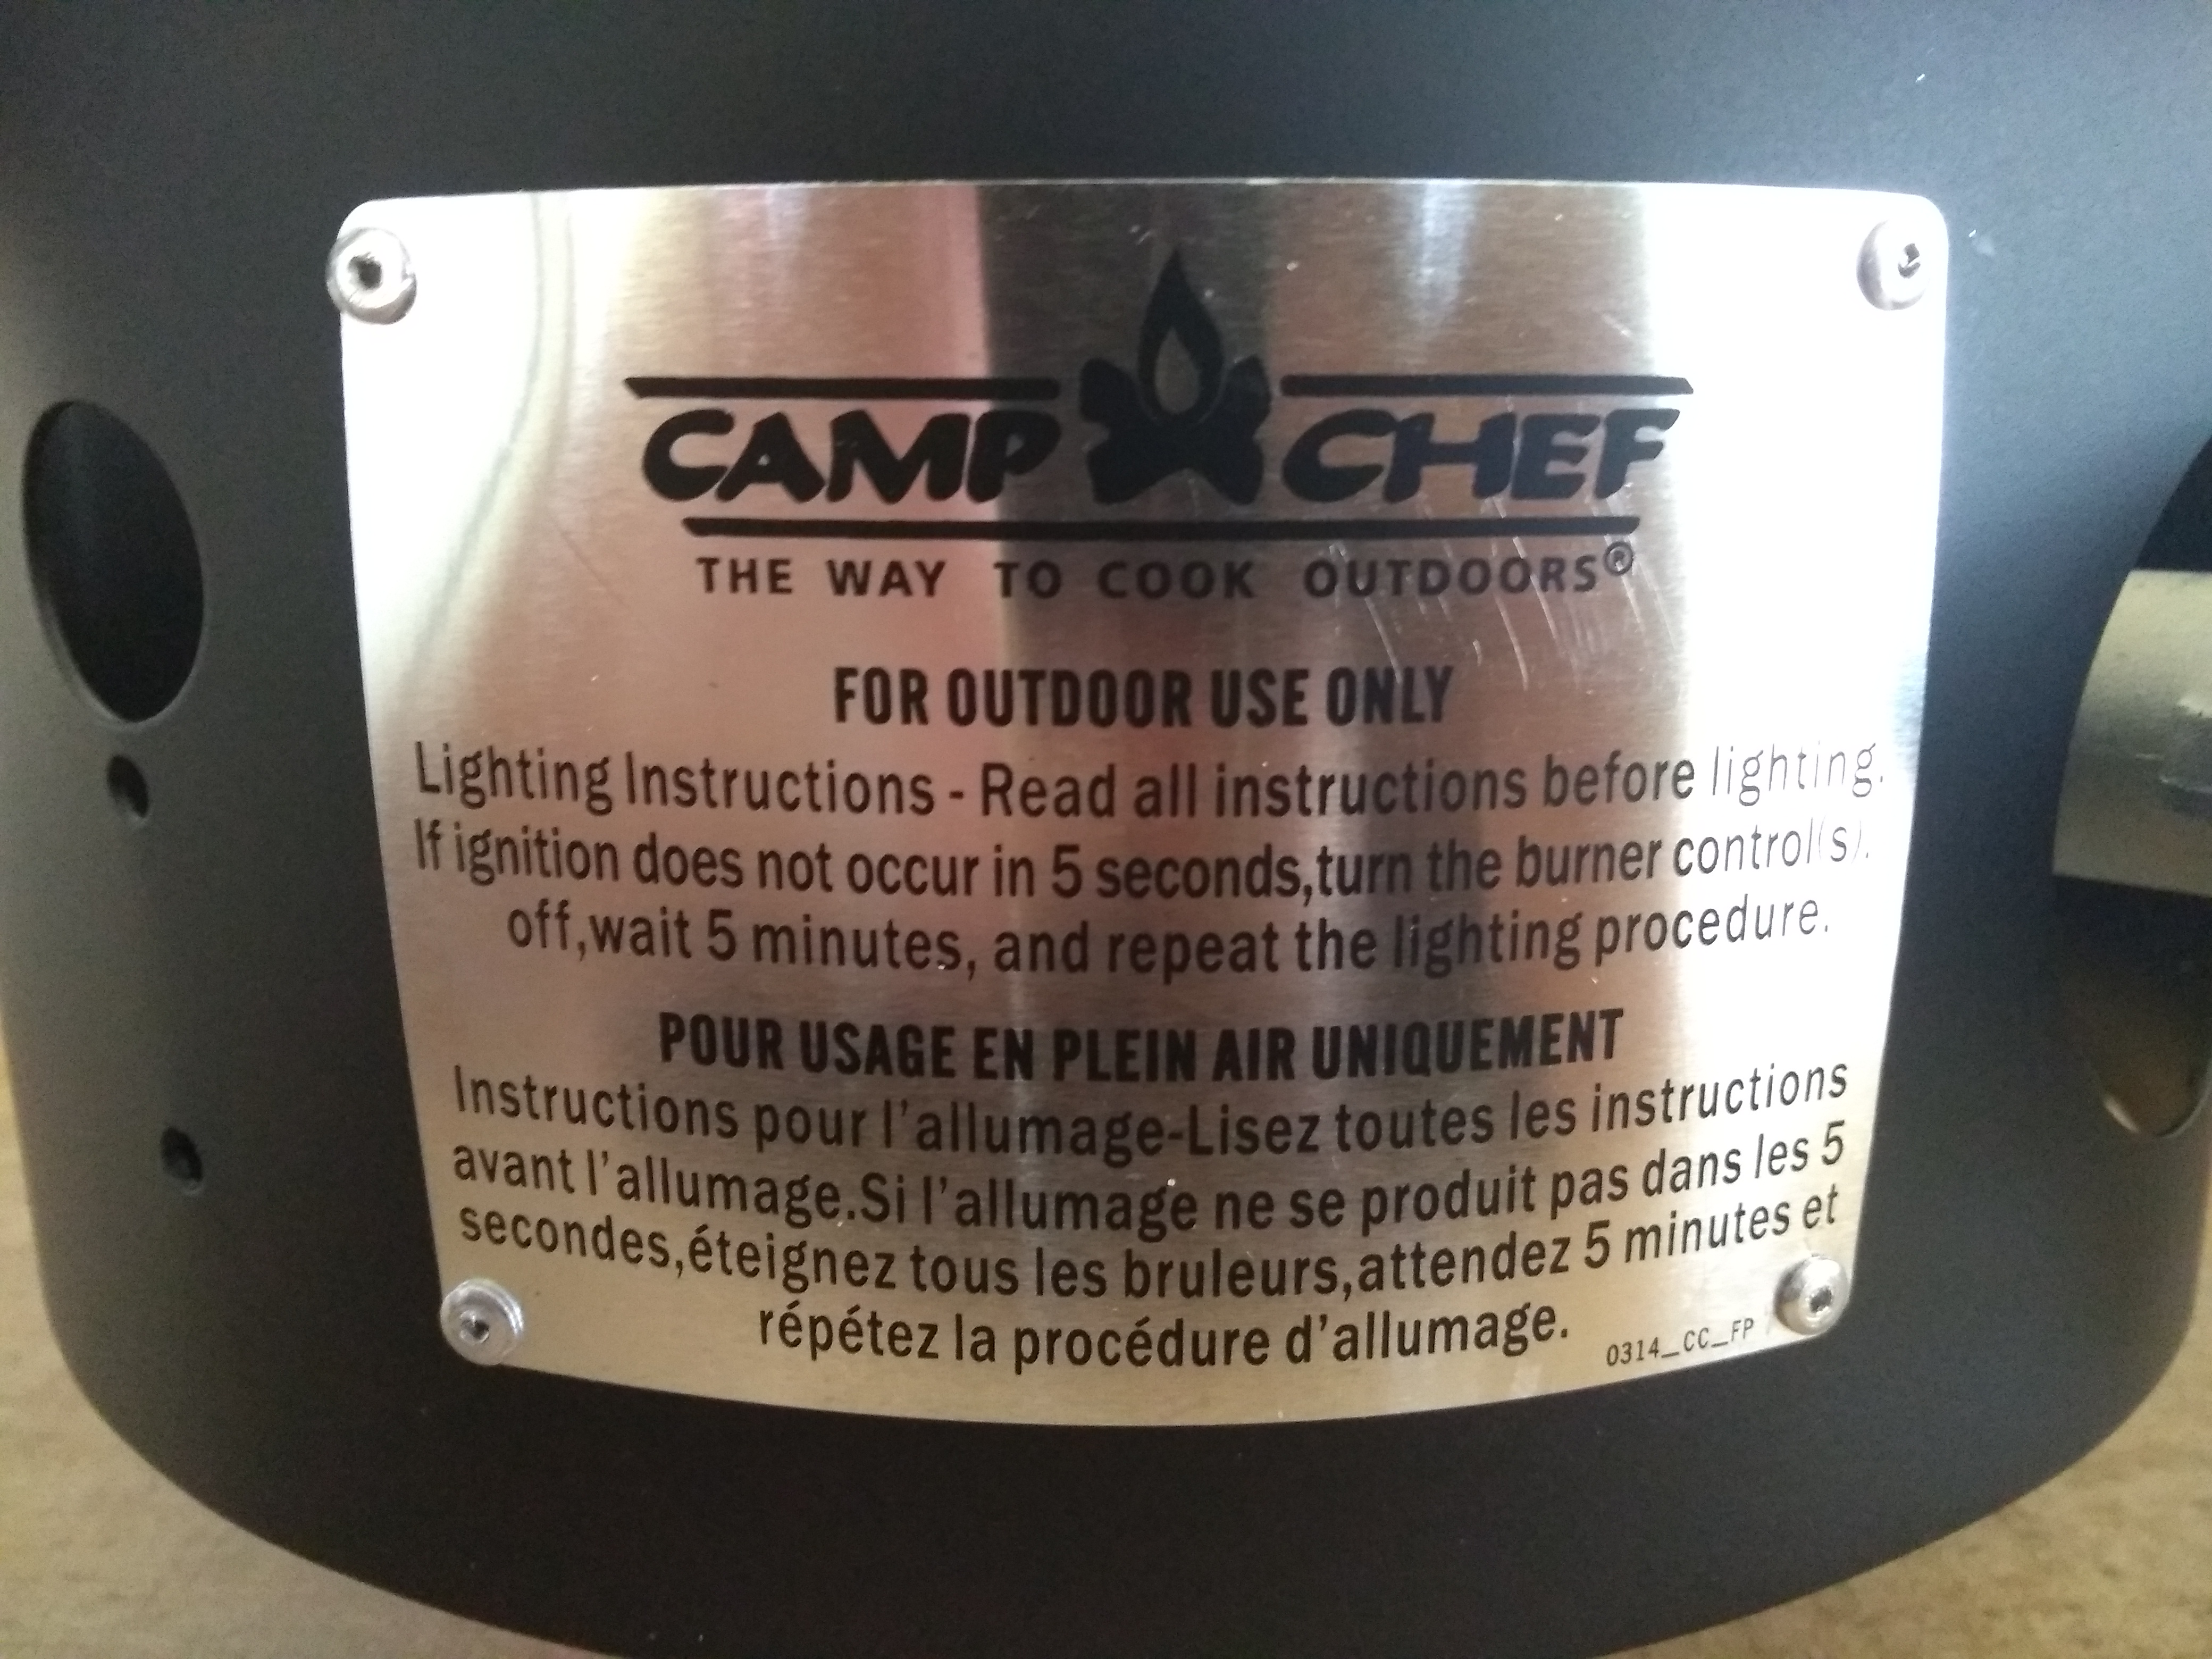 CAMP CHEF
THE WAY TO COOK OUTDOORS®
FOR OUTDOOR USE ONLY
Lighting Instructions - Read all instructions before lighting.
If ignition does not occur in 5 seconds,turn the burner control(s).
off,wait 5 minutes, and repeat the lighting procedure.
POUR USAGE EN PLEIN AIR UNIQUEMENT
Instructions pour l'allumage-Lisez toutes les instructions
avant l'allumage.Si l'allumage ne se produit pas dans les 5
secondes,éteignez tous les bruleurs,attendez 5 minutes et
répétez la procédure d'allumage.
0314_CC_FP